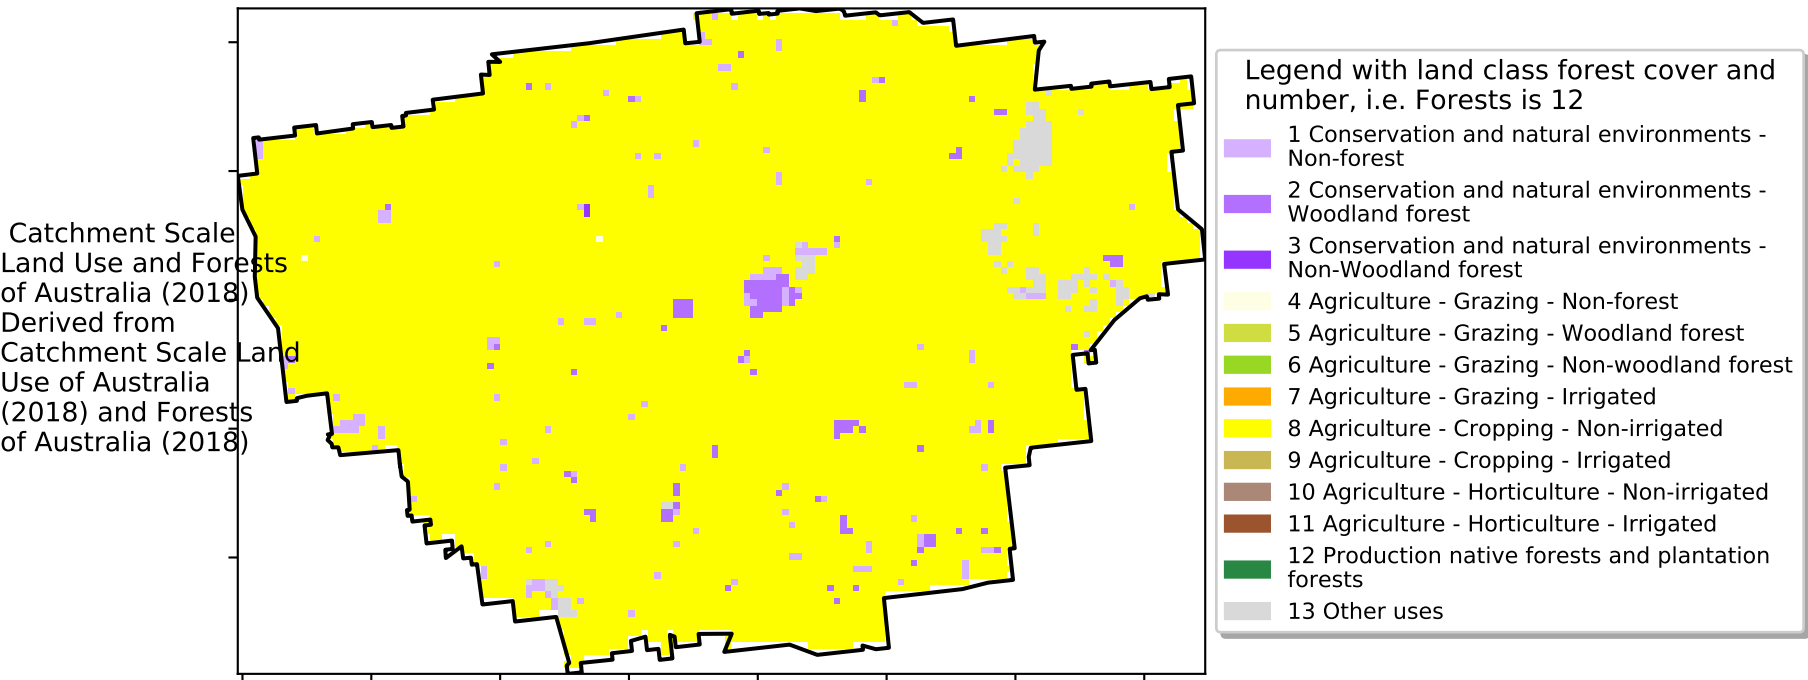 Catchment Scale
Land Use and Forests
of Australia (2018)
Derived from
Catchment Scale Land
Use of Australia
(2018) and Forests
of Australia (2018)
Legend with land class forest cover and
number, i.e. Forests is 12
1 Conservation and natural environments -
Non-forest
2 Conservation and natural environments -
Woodland forest
3 Conservation and natural environments -
Non-Woodland forest
4 Agriculture - Grazing - Non-forest
5 Agriculture - Grazing - Woodland forest
6 Agriculture - Grazing - Non-woodland forest
7 Agriculture - Grazing - Irrigated
8 Agriculture - Cropping - Non-irrigated
9 Agriculture - Cropping - Irrigated
10 Agriculture - Horticulture - Non-irrigated
11 Agriculture - Horticulture - Irrigated
12 Production native forests and plantation
forests
13 Other uses